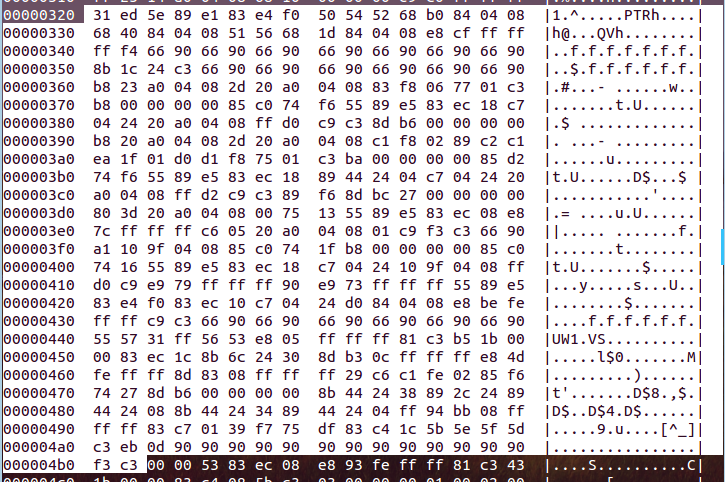 00000320 31 ed 5e 89 e1 83 e4 f0 50 54 52 68 b0 84 04 08 |1.^.....PTRh....|
00000330 68 40 84 04 08 51 56 68 1d 84 04 08 e8 cf ff ff |h@...QVh........|
00000340 ff f4 66 90 66 90 66 90 66 90 66 90 66 90 66 90 |..f.f.f.f.f.f.f.|
00000350 8b 1c 24 c3 66 90 66 90 66 90 66 90 66 90 66 90 |..$.f.f.f.f.f.f.|
00000360 b8 23 a0 04 08 2d 20 a0 04 08 83 f8 06 77 01 c3 |.#...- ......w..|
00000370 b8 00 00 00 00 85 c0 74 f6 55 89 e5 83 ec 18 c7 |.......t.U......|
00000380 04 24 20 a0 04 08 ff d0 c9 c3 8d b6 00 00 00 00 |.$ .............|
00000390 b8 20 a0 04 08 2d 20 a0 04 08 c1 f8 02 89 c2 c1 |. ...- .........|
000003a0 ea 1f 01 d0 d1 f8 75 01 c3 ba 00 00 00 00 85 d2 |......u.........|
000003b0 74 f6 55 89 e5 83 ec 18 89 44 24 04 c7 04 24 20 |t.U......D$...$ |
000003c0 a0 04 08 ff d2 c9 c3 89 f6 8d bc 27 00 00 00 00 |...........'....|
000003d0 80 3d 20 a0 04 08 00 75 13 55 89 e5 83 ec 08 e8 |.= ....u.U......|
000003e0 7c ff ff ff c6 05 20 a0 04 08 01 c9 f3 c3 66 90 ||..... .......f.|
000003f0 a1 10 9f 04 08 85 c0 74 1f b8 00 00 00 00 85 c0 |.......t........|
00000400 74 16 55 89 e5 83 ec 18 c7 04 24 10 9f 04 08 ff |t.U.......$.....|
00000410 d0 c9 e9 79 ff ff ff 90 e9 73 ff ff ff 55 89 e5 |...y.....s...U..|
00000420 83 e4 f0 83 ec 10 c7 04 24 d0 84 04 08 e8 be fe |........$.......|
00000430 ff ff c9 c3 66 90 66 90 66 90 66 90 66 90 66 90 |....f.f.f.f.f.f.|
00000440 55 57 31 ff 56 53 e8 05 ff ff ff 81 c3 b5 1b 00 |UW1.VS..........|
00000450 00 83 ec 1c 8b 6c 24 30 8d b3 0c ff ff ff e8 4d |.....l$0.......M|
00000460 fe ff ff 8d 83 08 ff ff ff 29 c6 c1 fe 02 85 f6 |.........)......|
00000470 74 27 8d b6 00 00 00 00 8b 44 24 38 89 2c 24 89 |t'.......D$8.,$.|
00000480 44 24 08 8b 44 24 34 89 44 24 04 ff 94 bb 08 ff |D$..D$4.D$......|
00000490 ff ff 83 c7 01 39 f7 75 df 83 c4 1c 5b 5e 5f 5d |.....9.u....[^_]|
000004a0 c3 eb 0d 90 90 90 90 90 90 90 90 90 90 90 90 90 |................|
000004b0 f3 c3 00 00 53 83 ec 08 e8 93 fe ff ff 81 c3 43 |....S..........C|